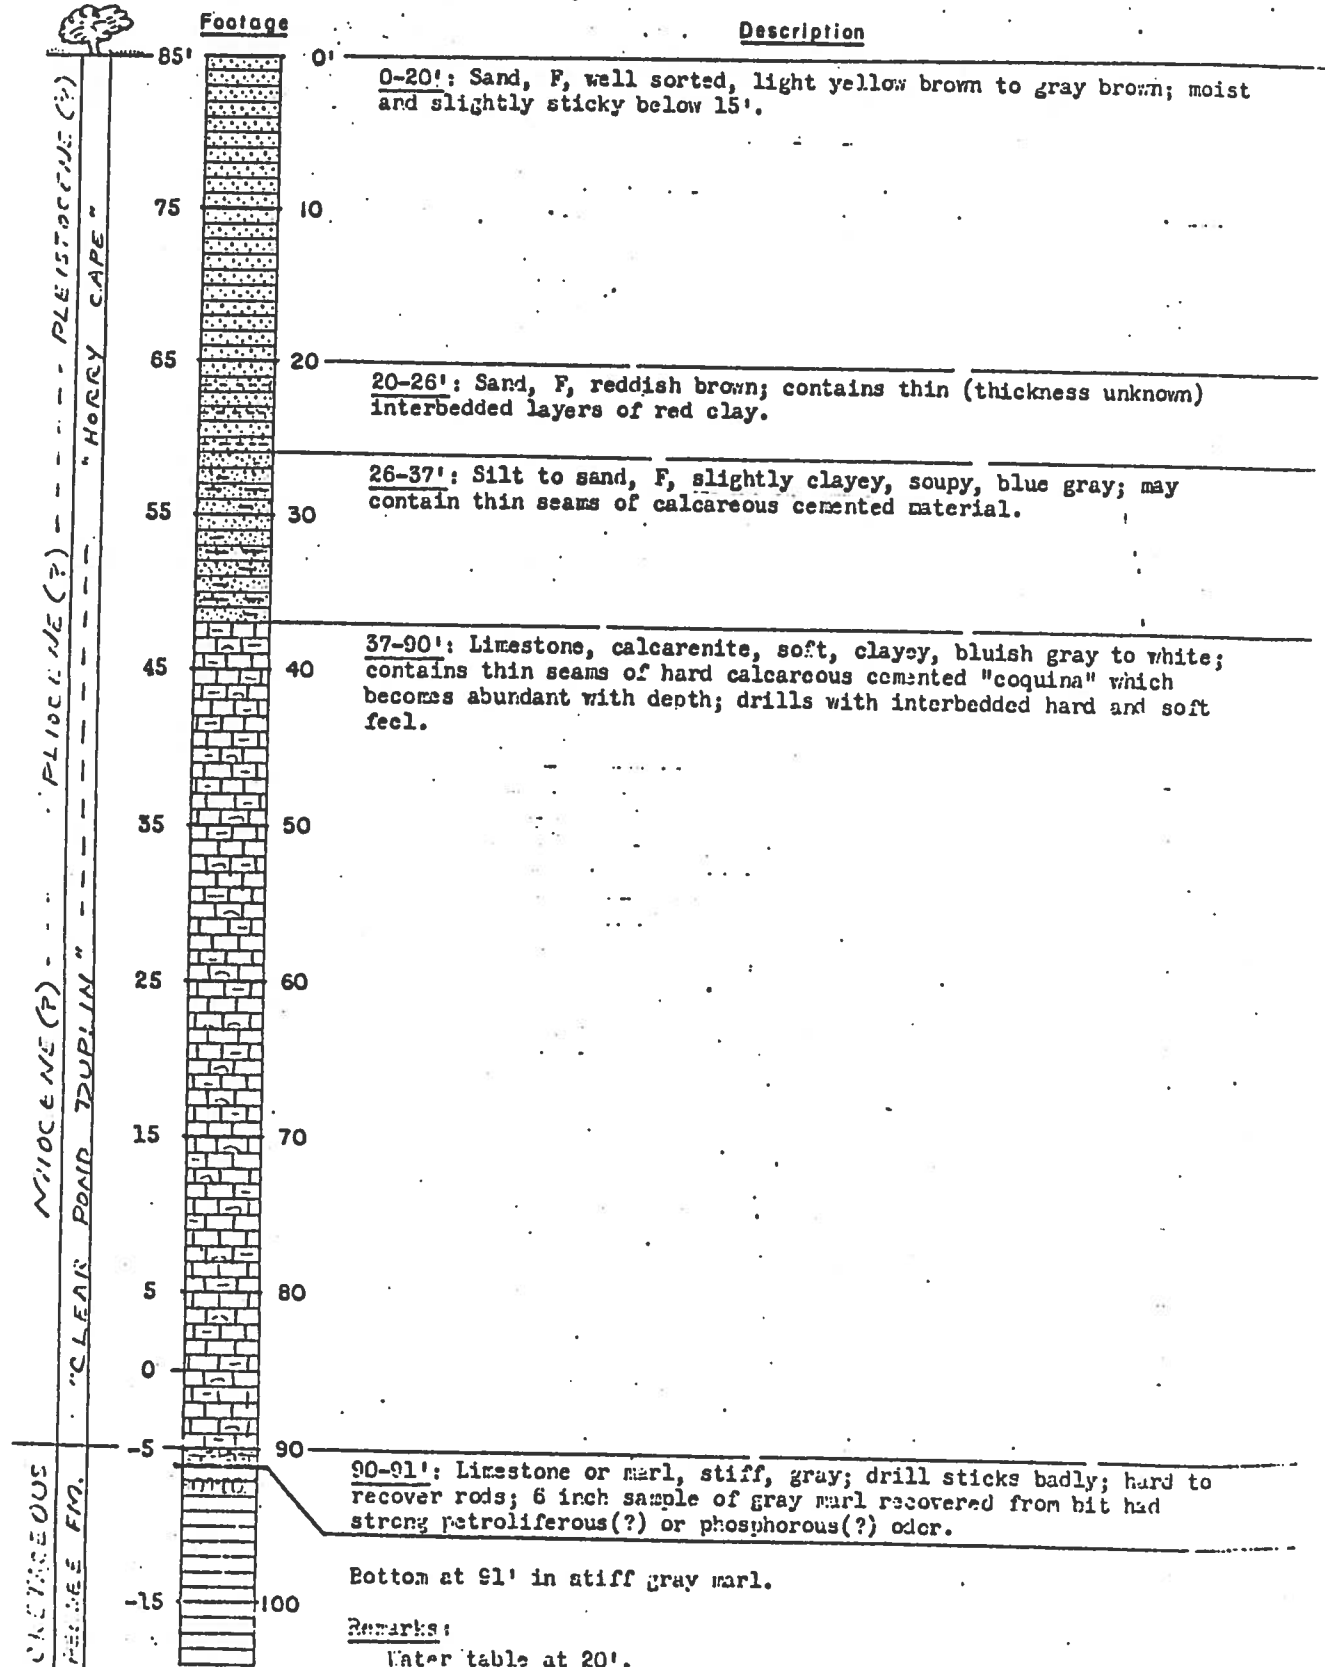 Footage
Description
85'
0'
0-20': Sand, F, well sorted, light yellow brown to gray brown; moist
and slightly sticky below 15'.
75
10
65
20
20-26': Sand, F, reddish brown; contains thin (thickness unknown)
interbedded layers of red clay.
26-37': Silt to sand, F, slightly clayey, soupy, blue gray; may
contain thin seams of calcareous cemented material.
55
30
37-90': Limestone, calcarenite, soft, clayey, bluish gray to white;
contains thin seams of hard calcareous cemented "coquina" which
becomes abundant with depth; drills with interbedded hard and soft
feel.
45
40
35
50
25
60
15
70
5
80
0
-5
90
90-91': Limestone or marl, stiff, gray; drill sticks badly; hard to
recover rods; 6 inch sample of gray marl recovered from bit had
strong petroliferous(?) or phosphorous(?) odor.
Bottom at 91' in stiff gray marl.
-15
100
Remarks:
Water table at 20'.
MIOCENE(?) - - - PLIOCENE(?) - - - - - - PLEISTOCENE(?)
"CLEAR POND DUPLIN" - - - - - - - - - - "HORRY CAPE"
CRETACEOUS
PEEDEE FM.